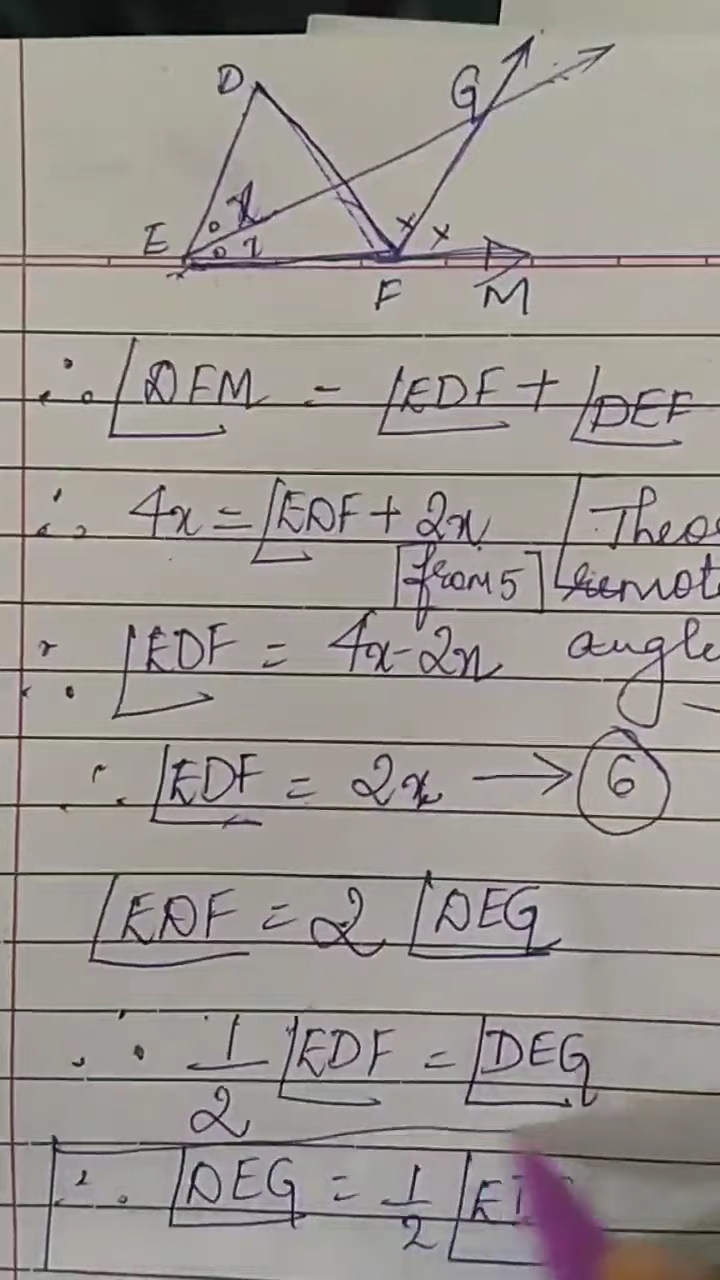 D
G
x
E
x
x x
F
M
∴ ∠DFM = ∠EDF + ∠DEF
∴ 4x = ∠EDF + 2x
[from 5]
remot
angle
∴ ∠EDF = 4x-2x
∴ ∠EDF = 2x → 6
∠EDF = 2 ∠DEG
∴ 1/2 ∠EDF = ∠DEG
∴ ∠DEG = 1/2